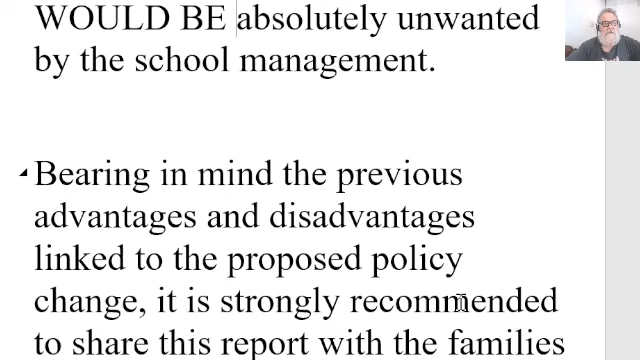 WOULD BE absolutely unwanted
by the school management.
Bearing in mind the previous
advantages and disadvantages
linked to the proposed policy
change, it is strongly recommended
to share this report with the families